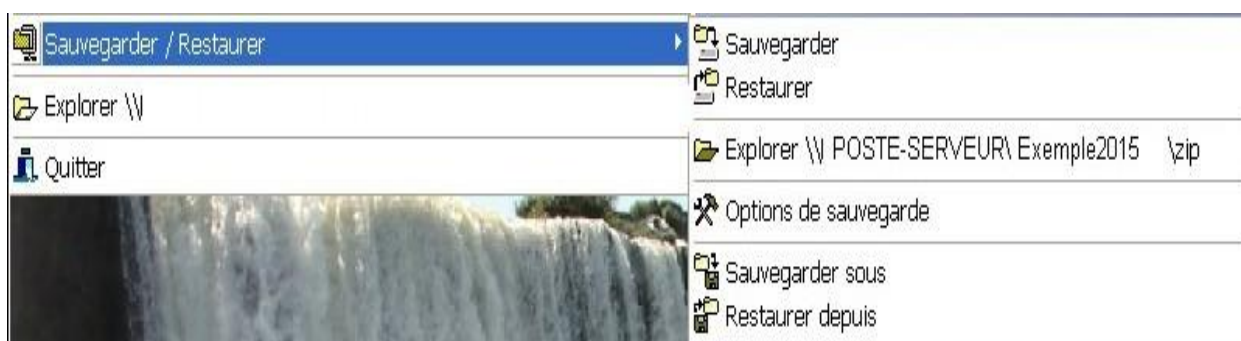 Sauvegarder / Restaurer
Explorer \\
Quitter
Sauvegarder
Restaurer
Explorer \\ POSTE-SERVEUR\ Exemple2015 \zip
Options de sauvegarde
Sauvegarder sous
Restaurer depuis